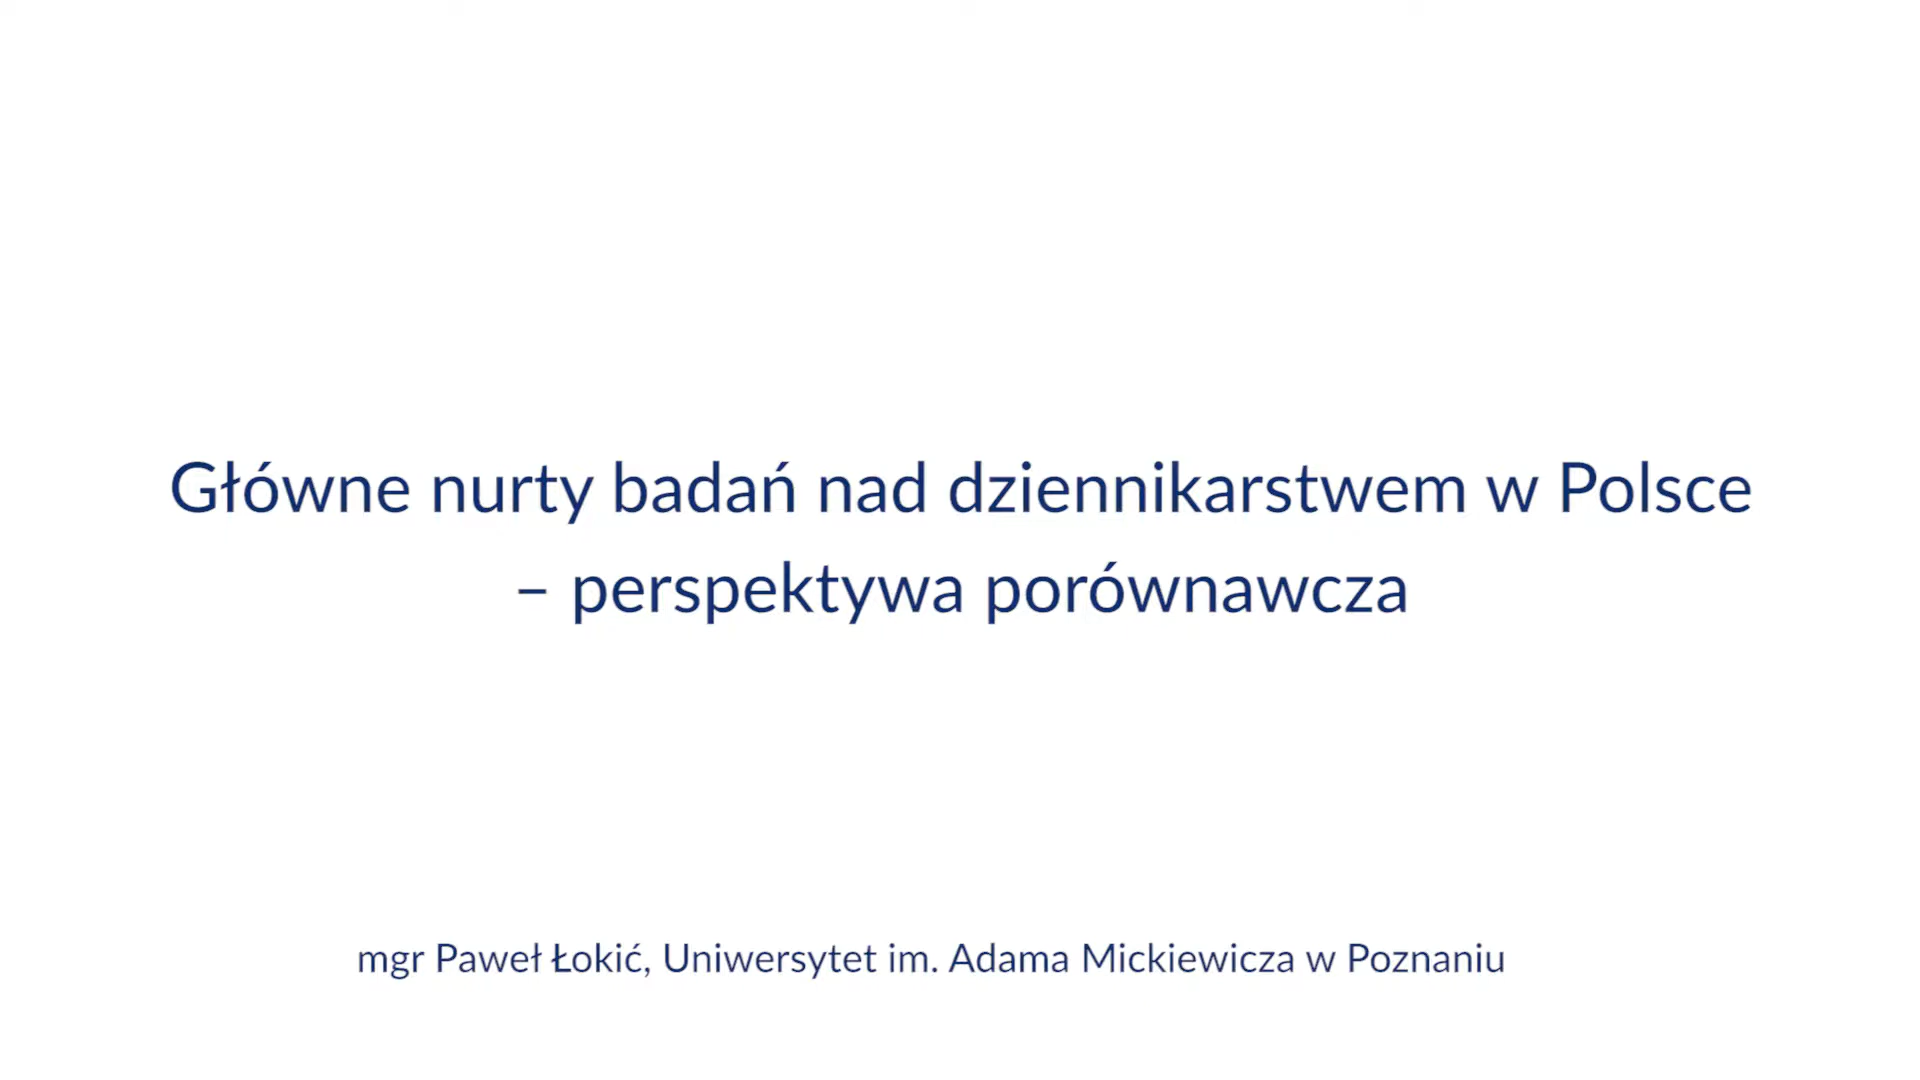 Główne nurty badań nad dziennikarstwem w Polsce
– perspektywa porównawcza
mgr Paweł Łokić, Uniwersytet im. Adama Mickiewicza w Poznaniu